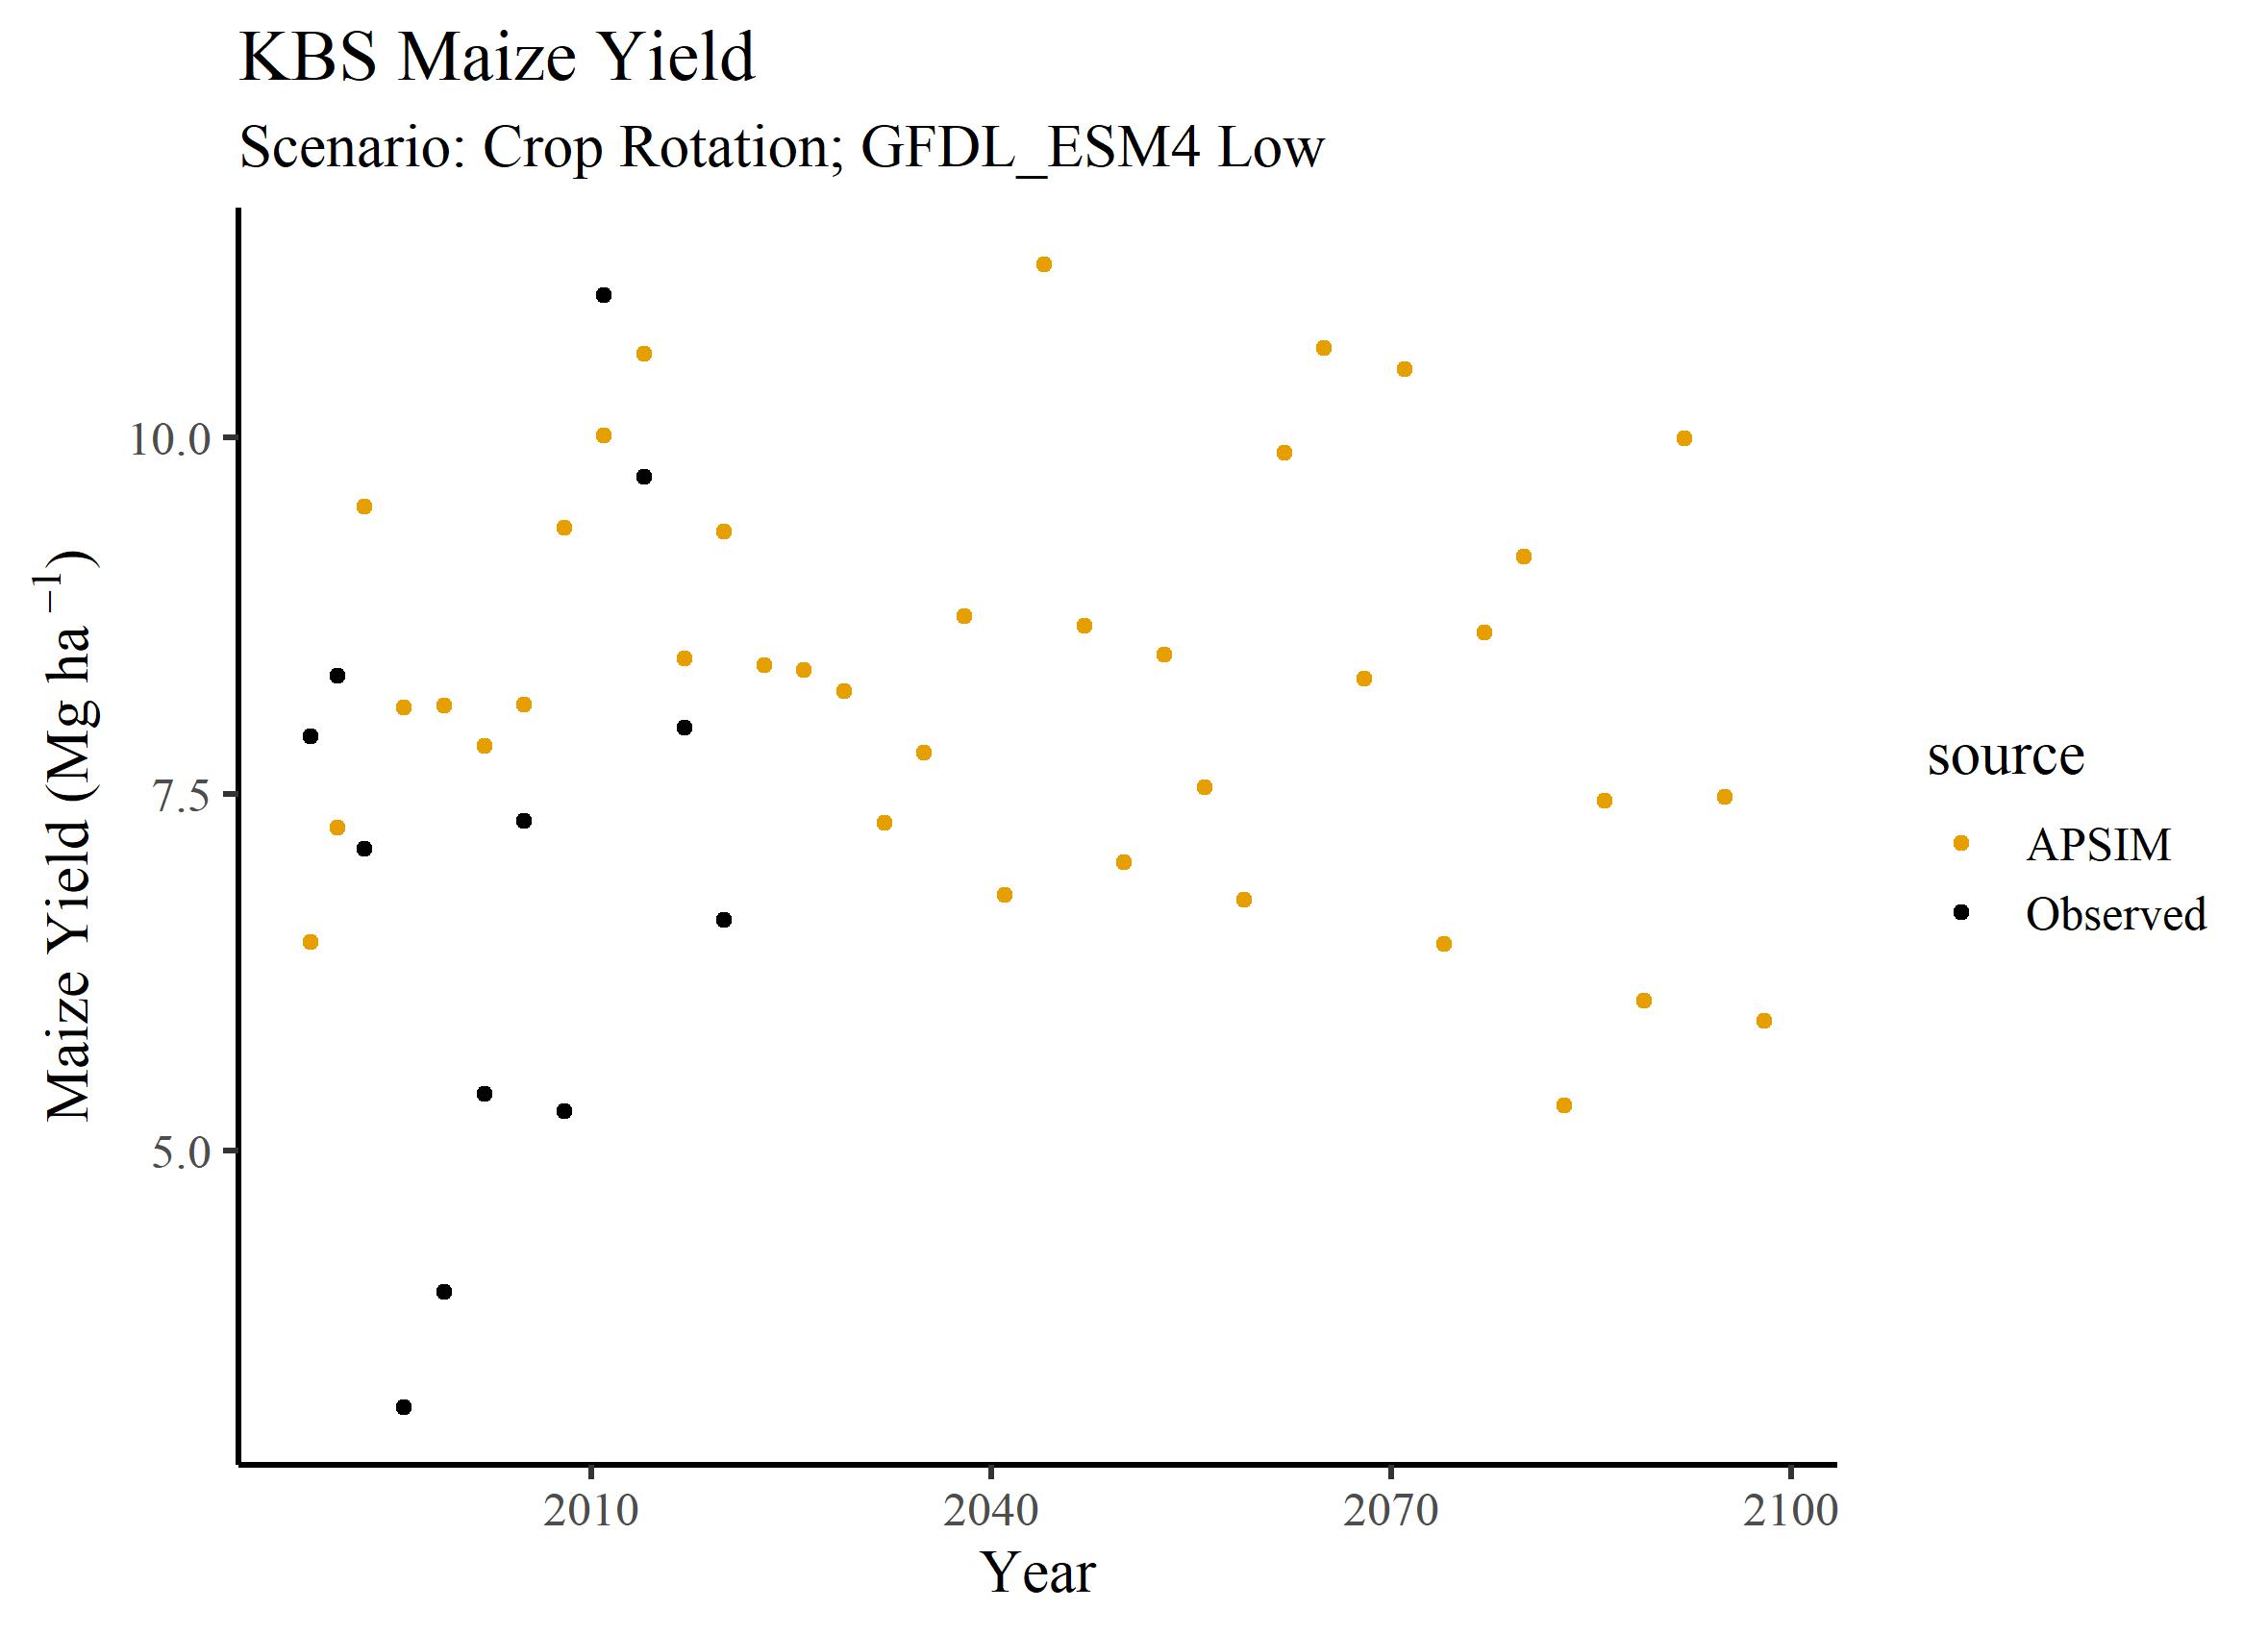 KBS Maize Yield
Scenario: Crop Rotation; GFDL_ESM4 Low
Maize Yield (Mg ha⁻¹)
10.0
7.5
5.0
2010
2040
2070
2100
Year
source
APSIM
Observed